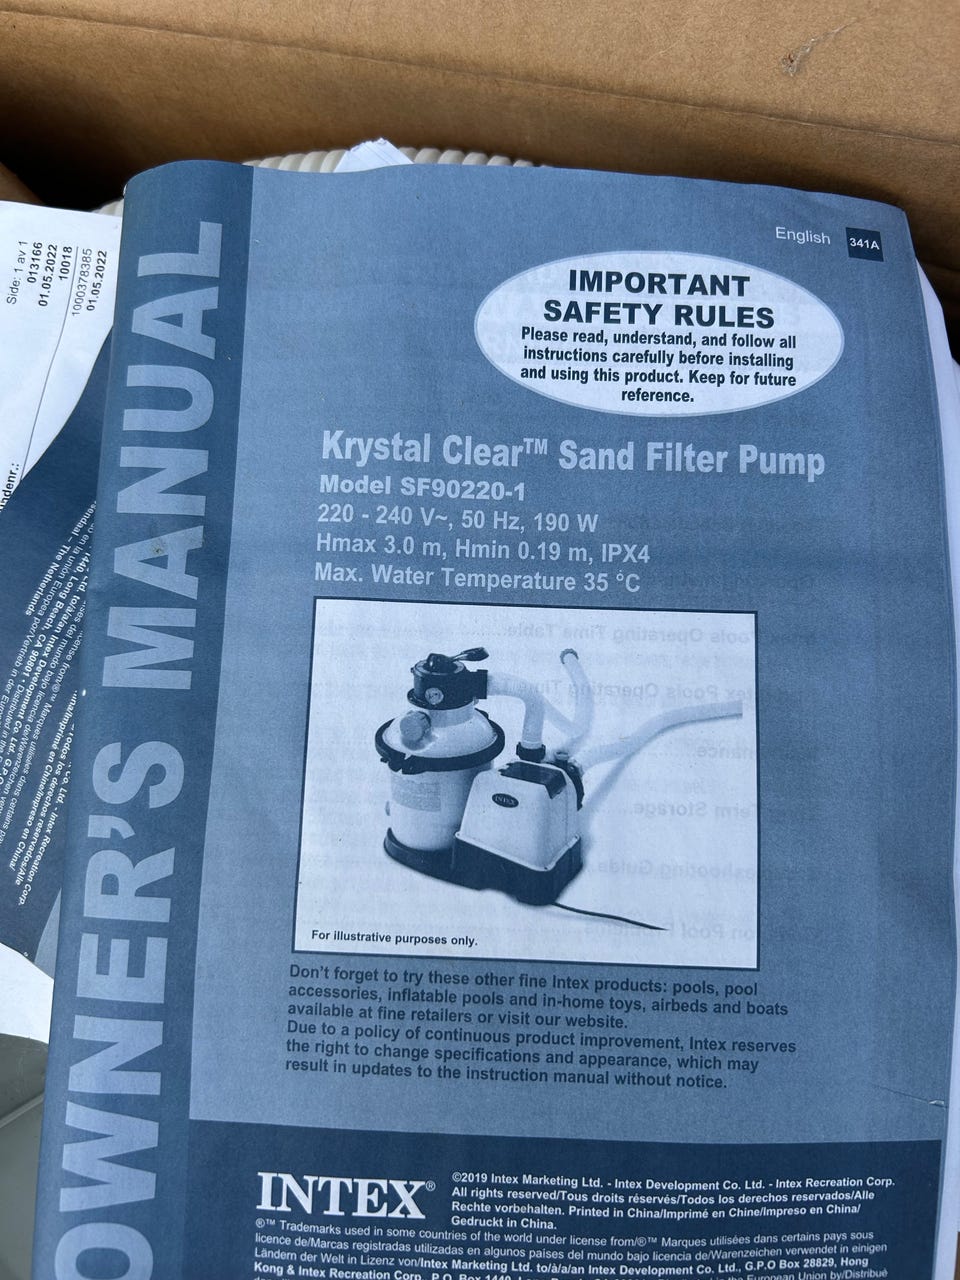 Side: 1 av 1
013166
01.05.2022
10018
1000378385
01.05.2022
OWNER'S MANUAL
English 341A
IMPORTANT
SAFETY RULES
Please read, understand, and follow all
instructions carefully before installing
and using this product. Keep for future
reference.
Krystal Clear™ Sand Filter Pump
Model SF90220-1
220 - 240 V~, 50 Hz, 190 W
Hmax 3.0 m, Hmin 0.19 m, IPX4
Max. Water Temperature 35 °C
INTEX
For illustrative purposes only.
Don't forget to try these other fine Intex products: pools, pool
accessories, inflatable pools and in-home toys, airbeds and boats
available at fine retailers or visit our website.
Due to a policy of continuous product improvement, Intex reserves
the right to change specifications and appearance, which may
result in updates to the instruction manual without notice.
INTEX®
©2019 Intex Marketing Ltd. - Intex Development Co. Ltd. - Intex Recreation Corp.
All rights reserved/Tous droits réservés/Todos los derechos reservados/Alle
Rechte vorbehalten. Printed in China/Imprimé en Chine/Impreso en China/
Gedruckt in China.
®™ Trademarks used in some countries of the world under license from/®™ Marques utilisées dans certains pays sous
licence de/Marcas registradas utilizadas en algunos países del mundo bajo licencia de/Warenzeichen verwendet in einigen
Ländern der Welt in Lizenz von/Intex Marketing Ltd. to/à/a/an Intex Development Co. Ltd., G.P.O Box 28829, Hong
Kong & Intex Recreation Corp., P.O. Box 1440, European Union by/Distribué